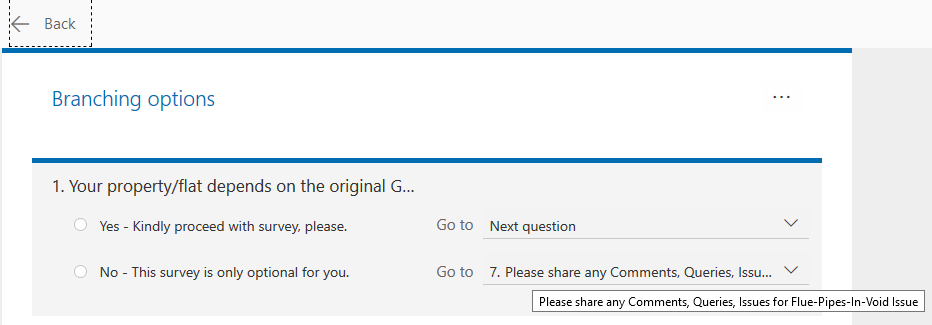 Back
Branching options
...
1. Your property/flat depends on the original G...
Yes - Kindly proceed with survey, please. Go to Next question
No - This survey is only optional for you. Go to 7. Please share any Comments, Queries, Issu...
Please share any Comments, Queries, Issues for Flue-Pipes-In-Void Issue